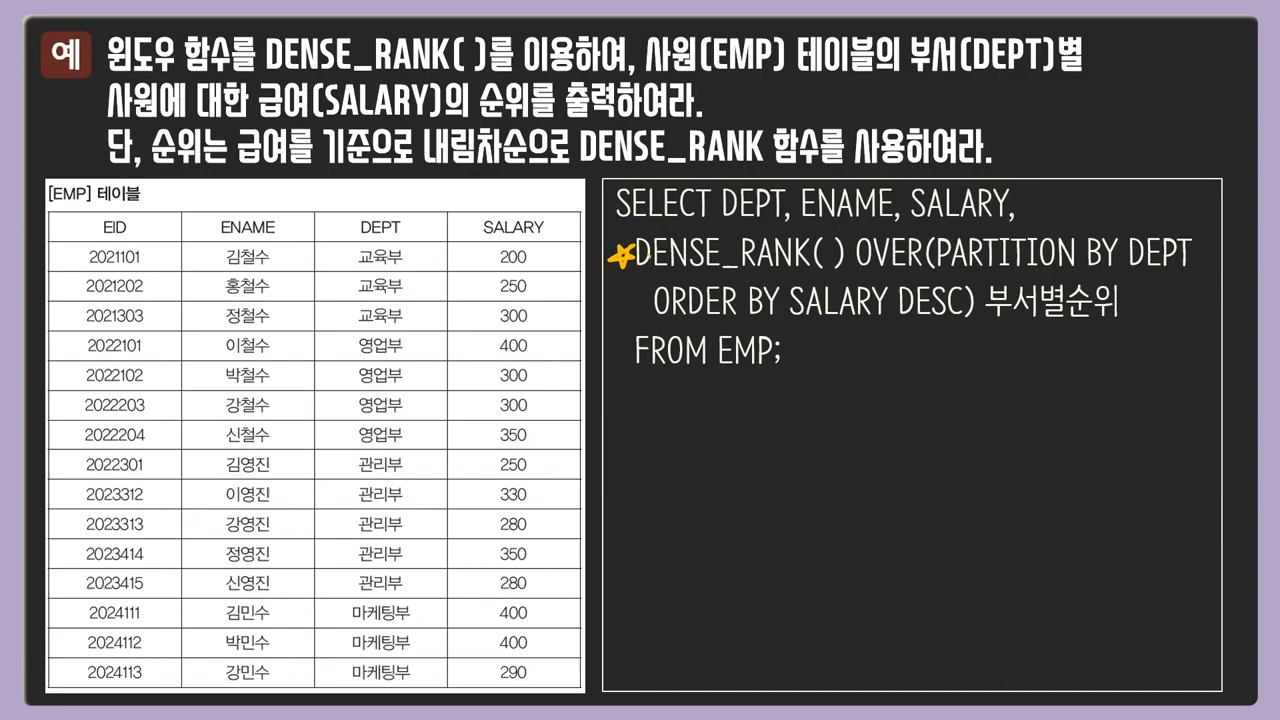 예 윈도우 함수를 DENSE_RANK( )를 이용하여, 사원(EMP) 테이블의 부서(DEPT)별
사원에 대한 급여(SALARY)의 순위를 출력하여라.
단, 순위는 급여를 기준으로 내림차순으로 DENSE_RANK 함수를 사용하여라.
[EMP] 테이블
EID ENAME DEPT SALARY
2021101 김철수 교육부 200
2021202 홍철수 교육부 250
2021303 정철수 교육부 300
2022101 이철수 영업부 400
2022102 박철수 영업부 300
2022203 강철수 영업부 300
2022204 신철수 영업부 350
2022301 김영진 관리부 250
2023312 이영진 관리부 330
2023313 강영진 관리부 280
2023414 정영진 관리부 350
2023415 신영진 관리부 280
2024111 김민수 마케팅부 400
2024112 박민수 마케팅부 400
2024113 강민수 마케팅부 290
SELECT DEPT, ENAME, SALARY,
DENSE_RANK( ) OVER(PARTITION BY DEPT
ORDER BY SALARY DESC) 부서별순위
FROM EMP;